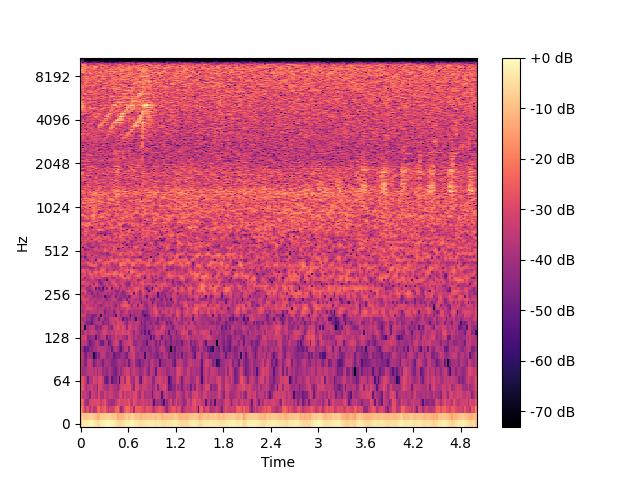 8192
4096
2048
1024
512
256
128
64
0
Hz
0 0.6 1.2 1.8 2.4 3 3.6 4.2 4.8
Time
+0 dB
-10 dB
-20 dB
-30 dB
-40 dB
-50 dB
-60 dB
-70 dB